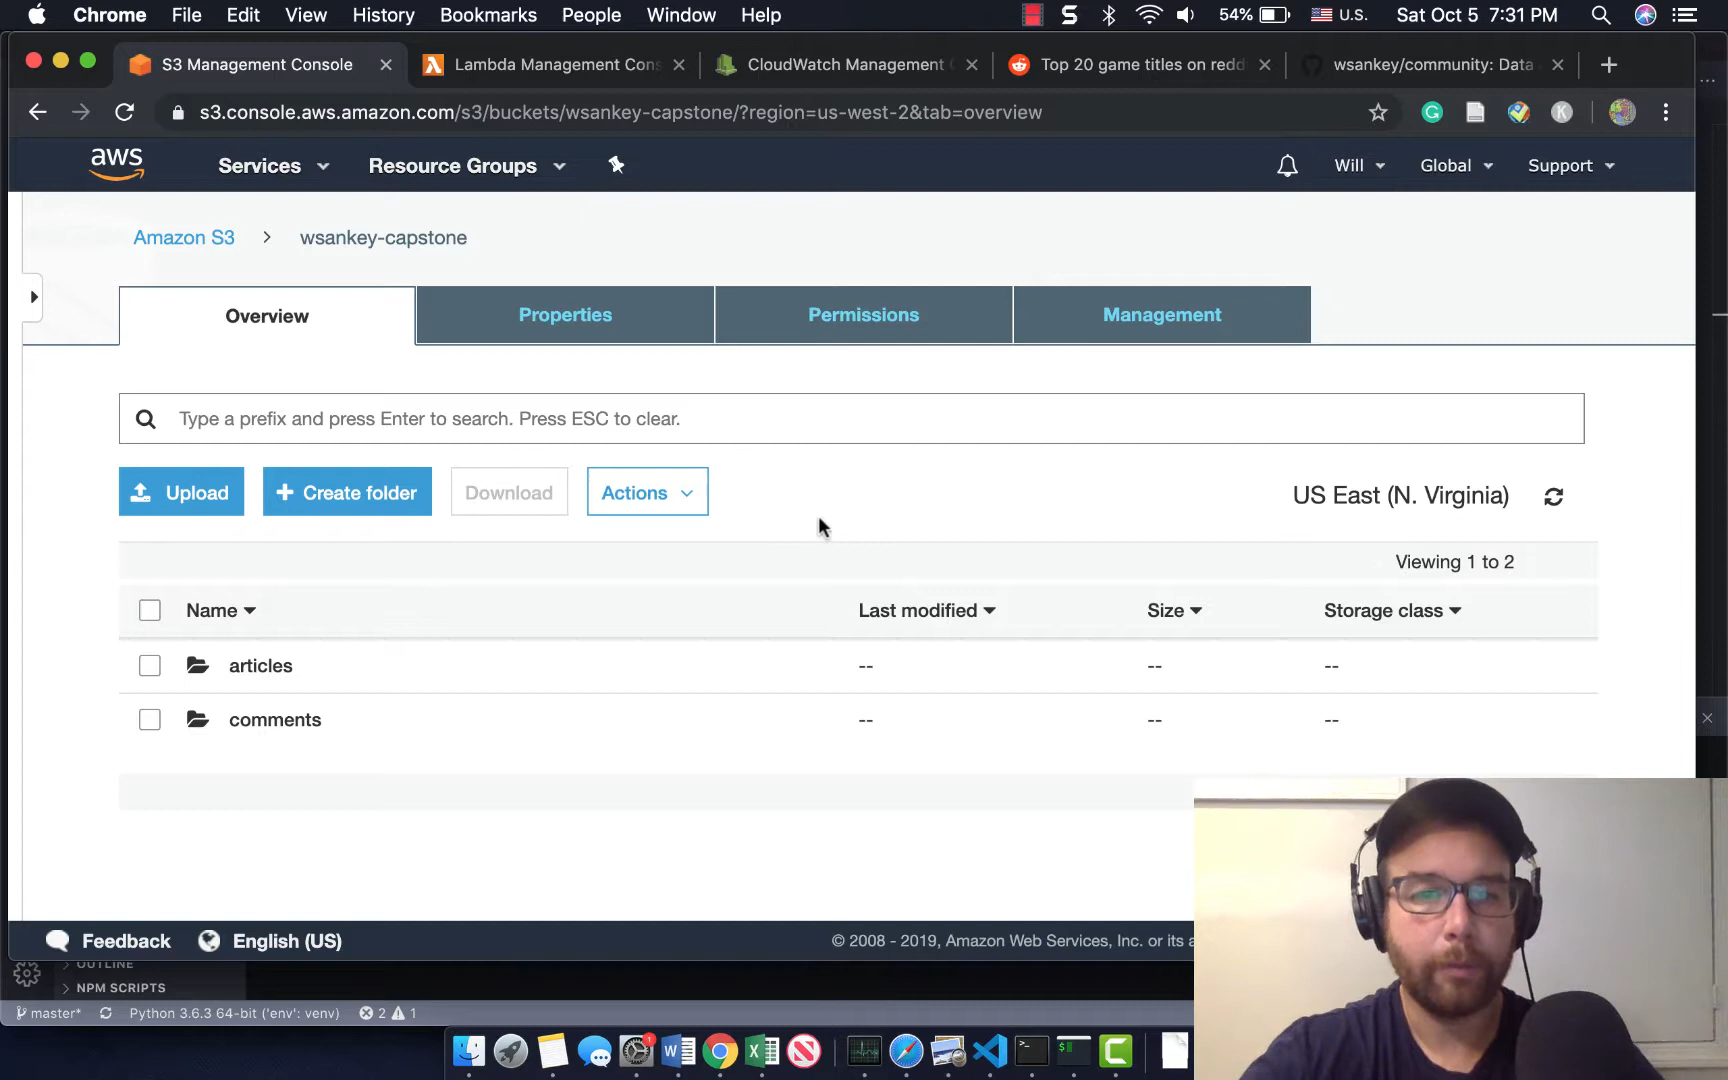 Chrome File Edit View History Bookmarks People Window Help 54% U.S. Sat Oct 5 7:31 PM
S3 Management Console Lambda Management Cons CloudWatch Management C Top 20 game titles on redd wsankey/community: Data
s3.console.aws.amazon.com/s3/buckets/wsankey-capstone/?region=us-west-2&tab=overview
aws Services Resource Groups Will Global Support
Amazon S3 > wsankey-capstone
Overview Properties Permissions Management
Type a prefix and press Enter to search. Press ESC to clear.
Upload + Create folder Download Actions US East (N. Virginia)
Viewing 1 to 2
Name Last modified Size Storage class
articles -- -- --
comments -- -- --
Feedback English (US) © 2008 - 2019, Amazon Web Services, Inc. or its a
OUTLINE
NPM SCRIPTS
master* Python 3.6.3 64-bit ('env': venv) 2 1